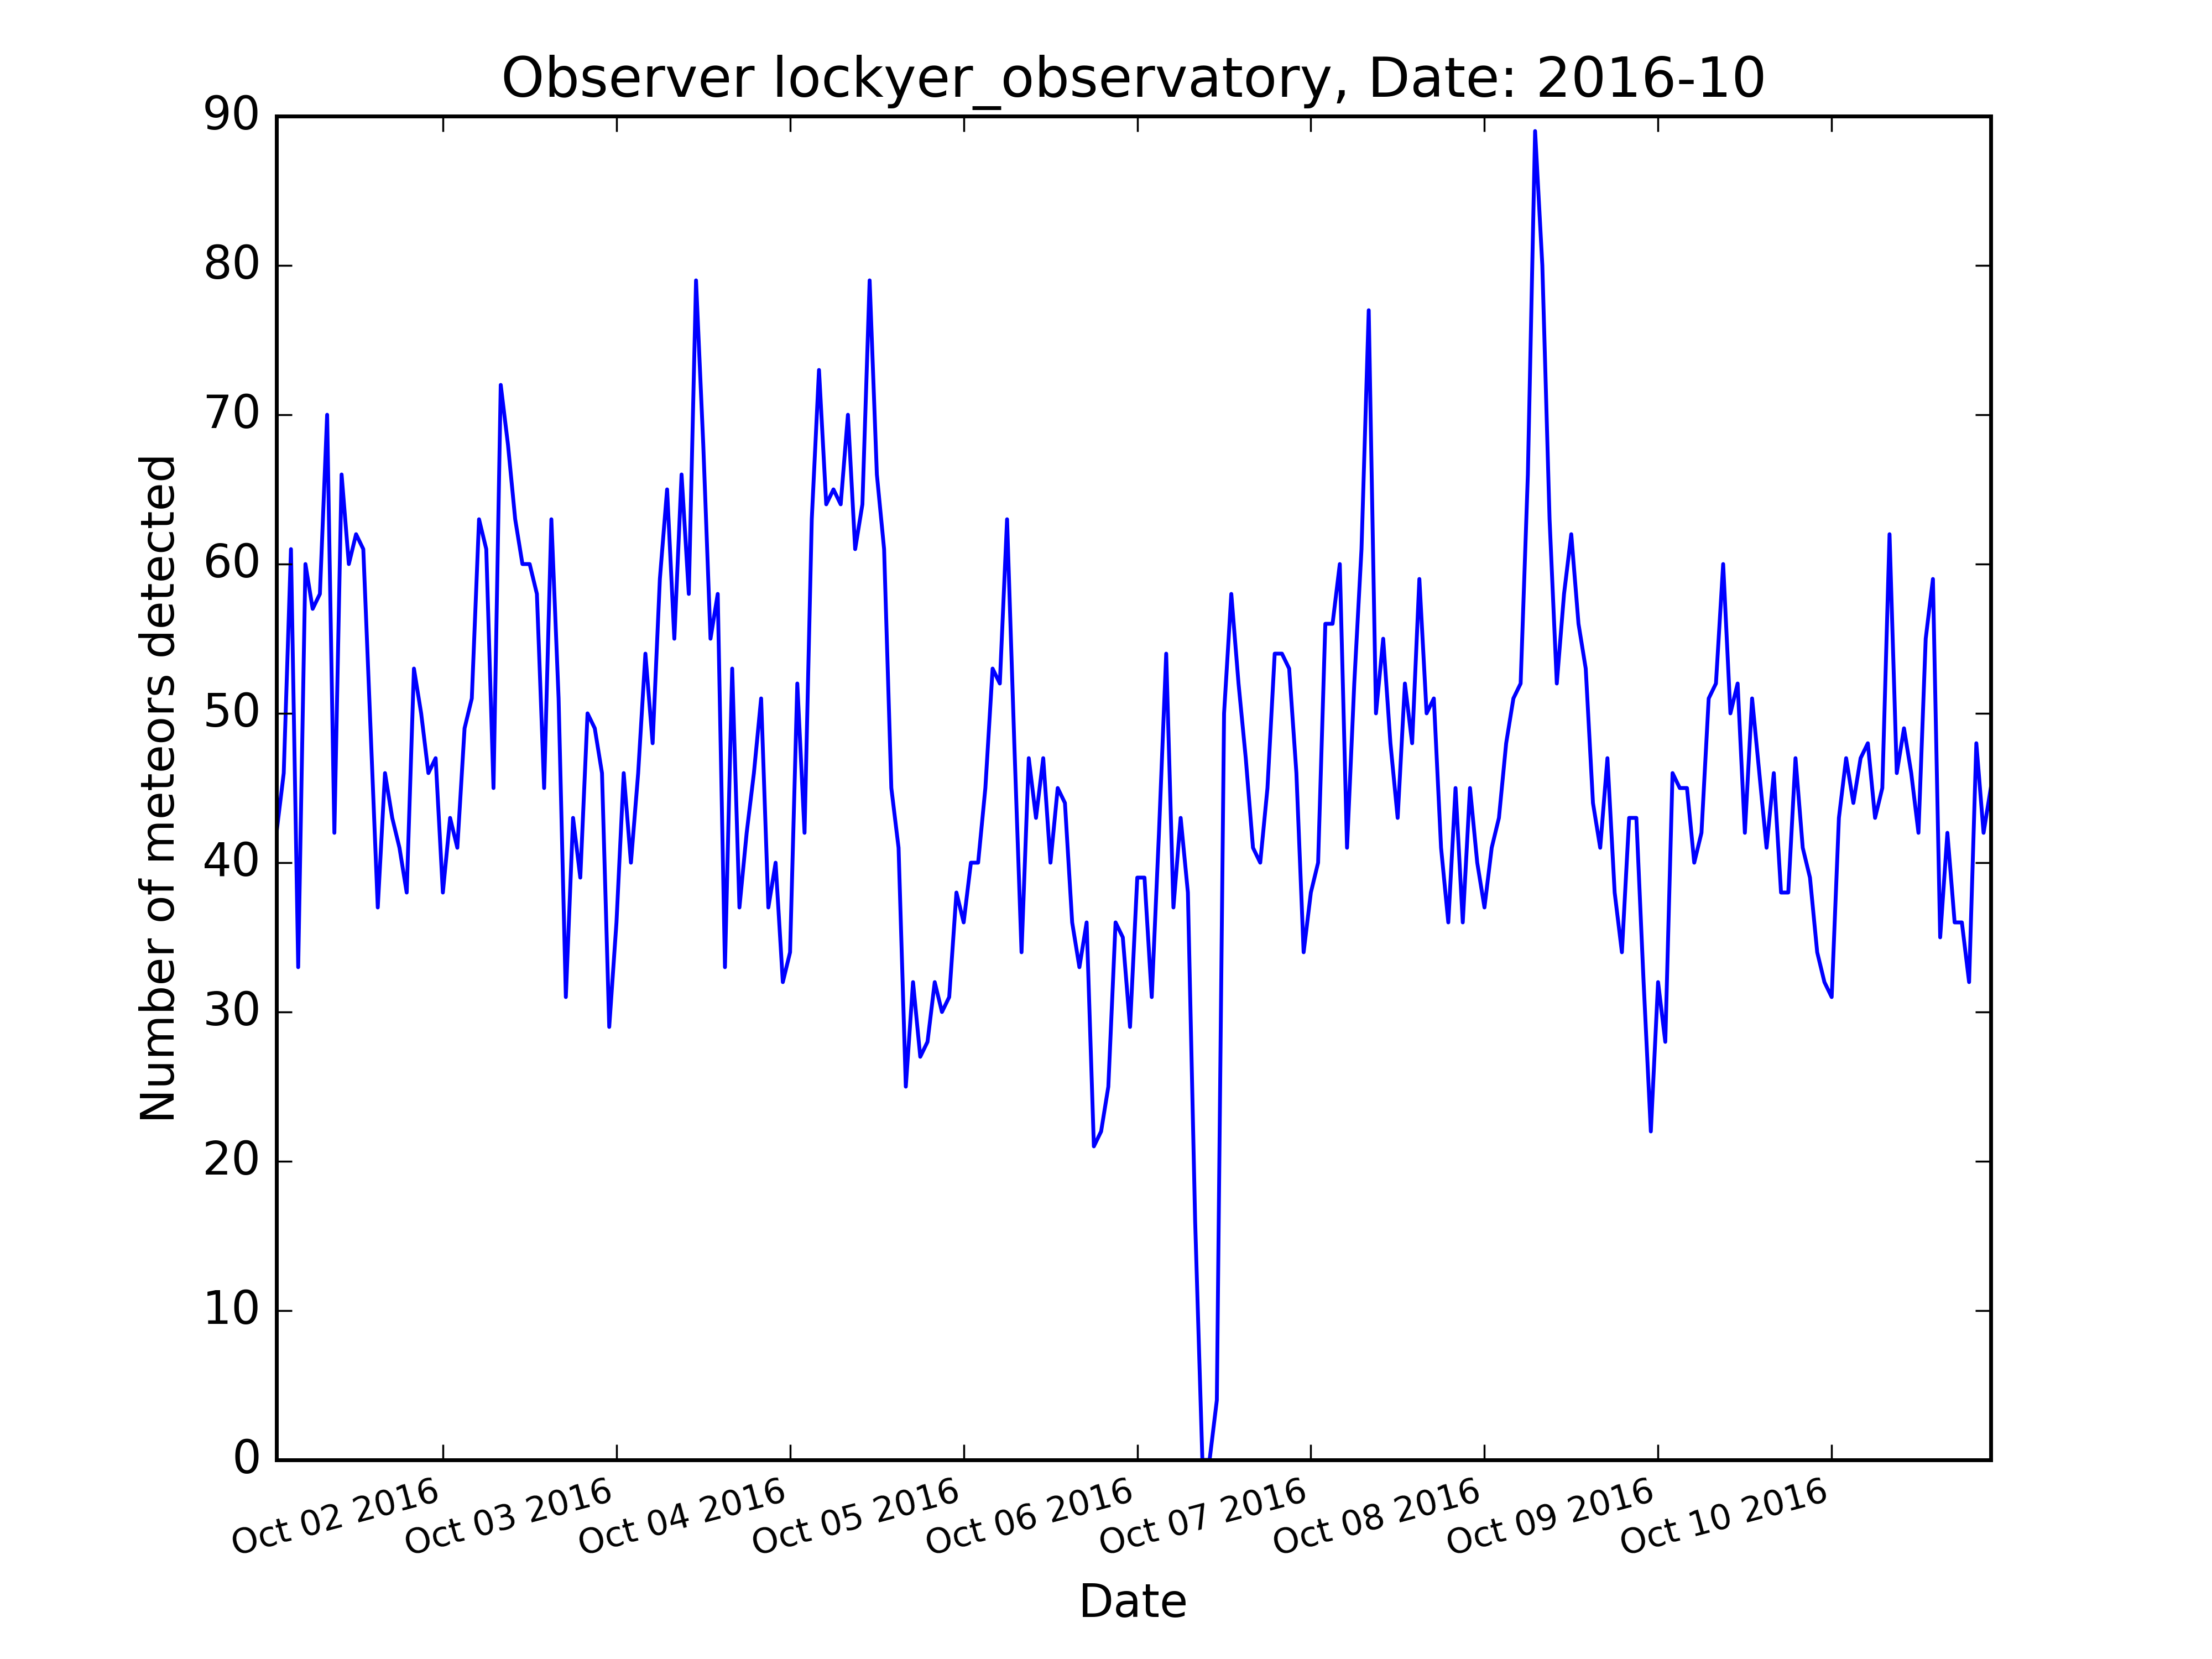 Observer lockyer_observatory, Date: 2016-10
Number of meteors detected
90
80
70
60
50
40
30
20
10
0
Oct 02 2016
Oct 03 2016
Oct 04 2016
Oct 05 2016
Oct 06 2016
Oct 07 2016
Oct 08 2016
Oct 09 2016
Oct 10 2016
Date